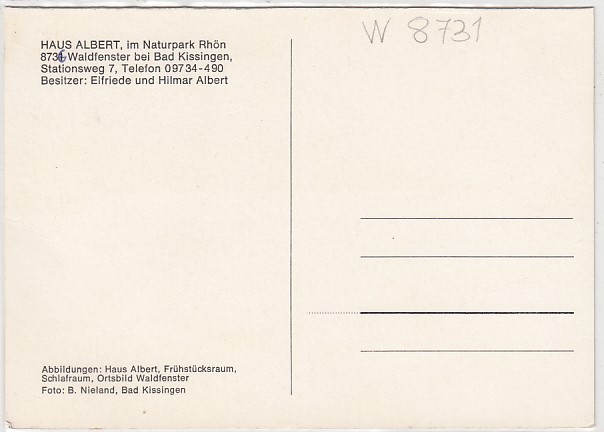 HAUS ALBERT, im Naturpark Rhön
8736 Waldfenster bei Bad Kissingen,
Stationsweg 7, Telefon 09734-490
Besitzer: Elfriede und Hilmar Albert
W 8731
Abbildungen: Haus Albert, Frühstücksraum,
Schlafraum, Ortsbild Waldfenster
Foto: B. Nieland, Bad Kissingen